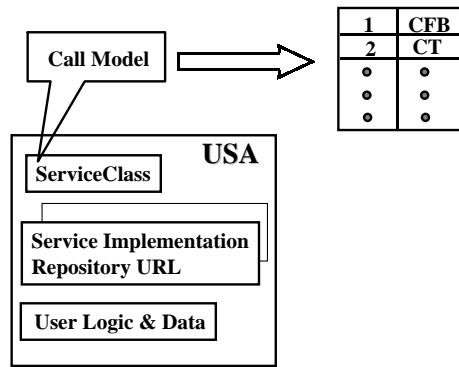 1 CFB
2 CT
Call Model
USA
ServiceClass
Service Implementation
Repository URL
User Logic & Data